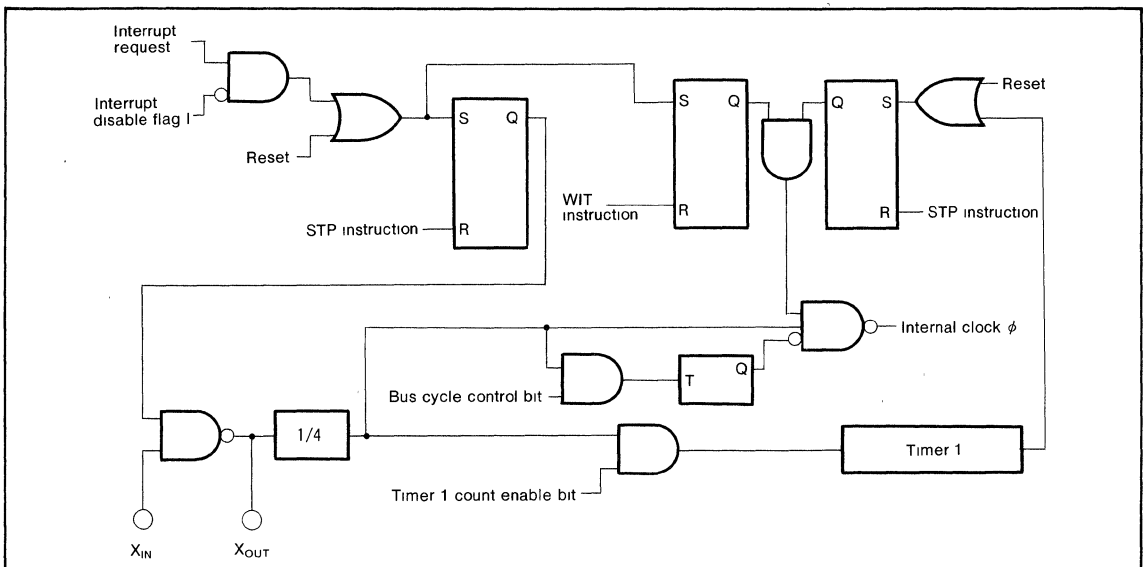 Interrupt
request
Interrupt
disable flag I
Reset
S
Q
R
STP instruction
S
Q
R
WIT
instruction
Q
S
R
Reset
STP instruction
Internal clock φ
Bus cycle control bit
T
Q
1/4
Timer 1 count enable bit
Timer 1
XIN
XOUT